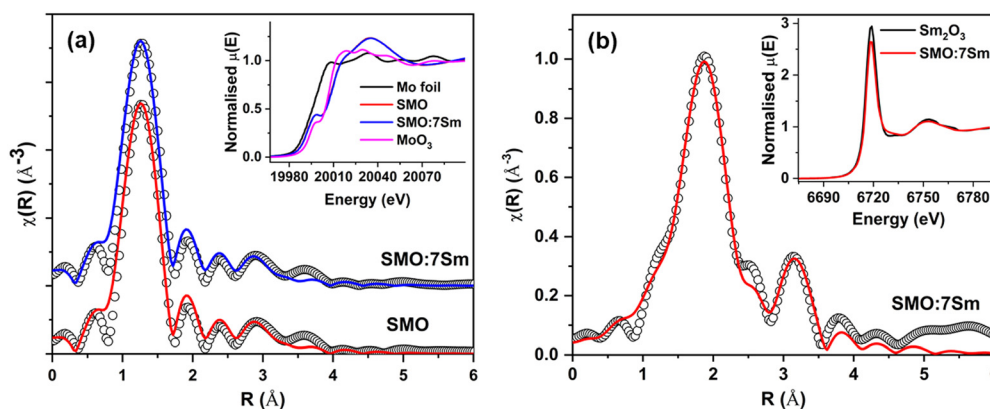 (a)
χ(R) (Å⁻³)
Normalised μ(E)
1.0
0.5
0.0
Mo foil
SMO
SMO:7Sm
MoO₃
19980 20010 20040 20070
Energy (eV)
SMO:7Sm
SMO
0 1 2 3 4 5 6
R (Å)
(b)
χ(R) (Å⁻³)
1.0
0.8
0.6
0.4
0.2
0.0
Normalised μ(E)
3
2
1
0
Sm₂O₃
SMO:7Sm
6690 6720 6750 6780
Energy (eV)
SMO:7Sm
0 1 2 3 4 5 6
R (Å)